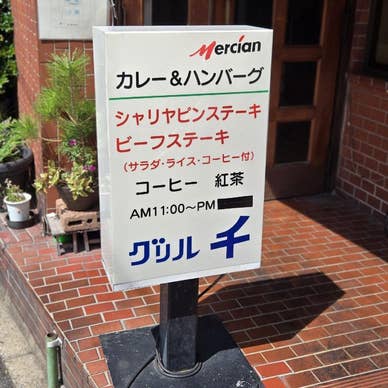 Mercian
カレー＆ハンバーグ
シャリヤピンステーキ
ビーフステーキ
（サラダ・ライス・コーヒー付）
コーヒー 紅茶
AM11:00～PM
グリル 千